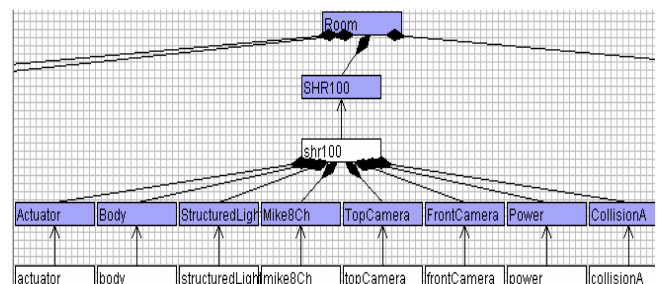 Room
SHR100
shr100
Actuator Body StructuredLigh Mike8Ch TopCamera FrontCamera Power CollisionA
actuator body structuredLigh mike8Ch topCamera frontCamera power collisionA